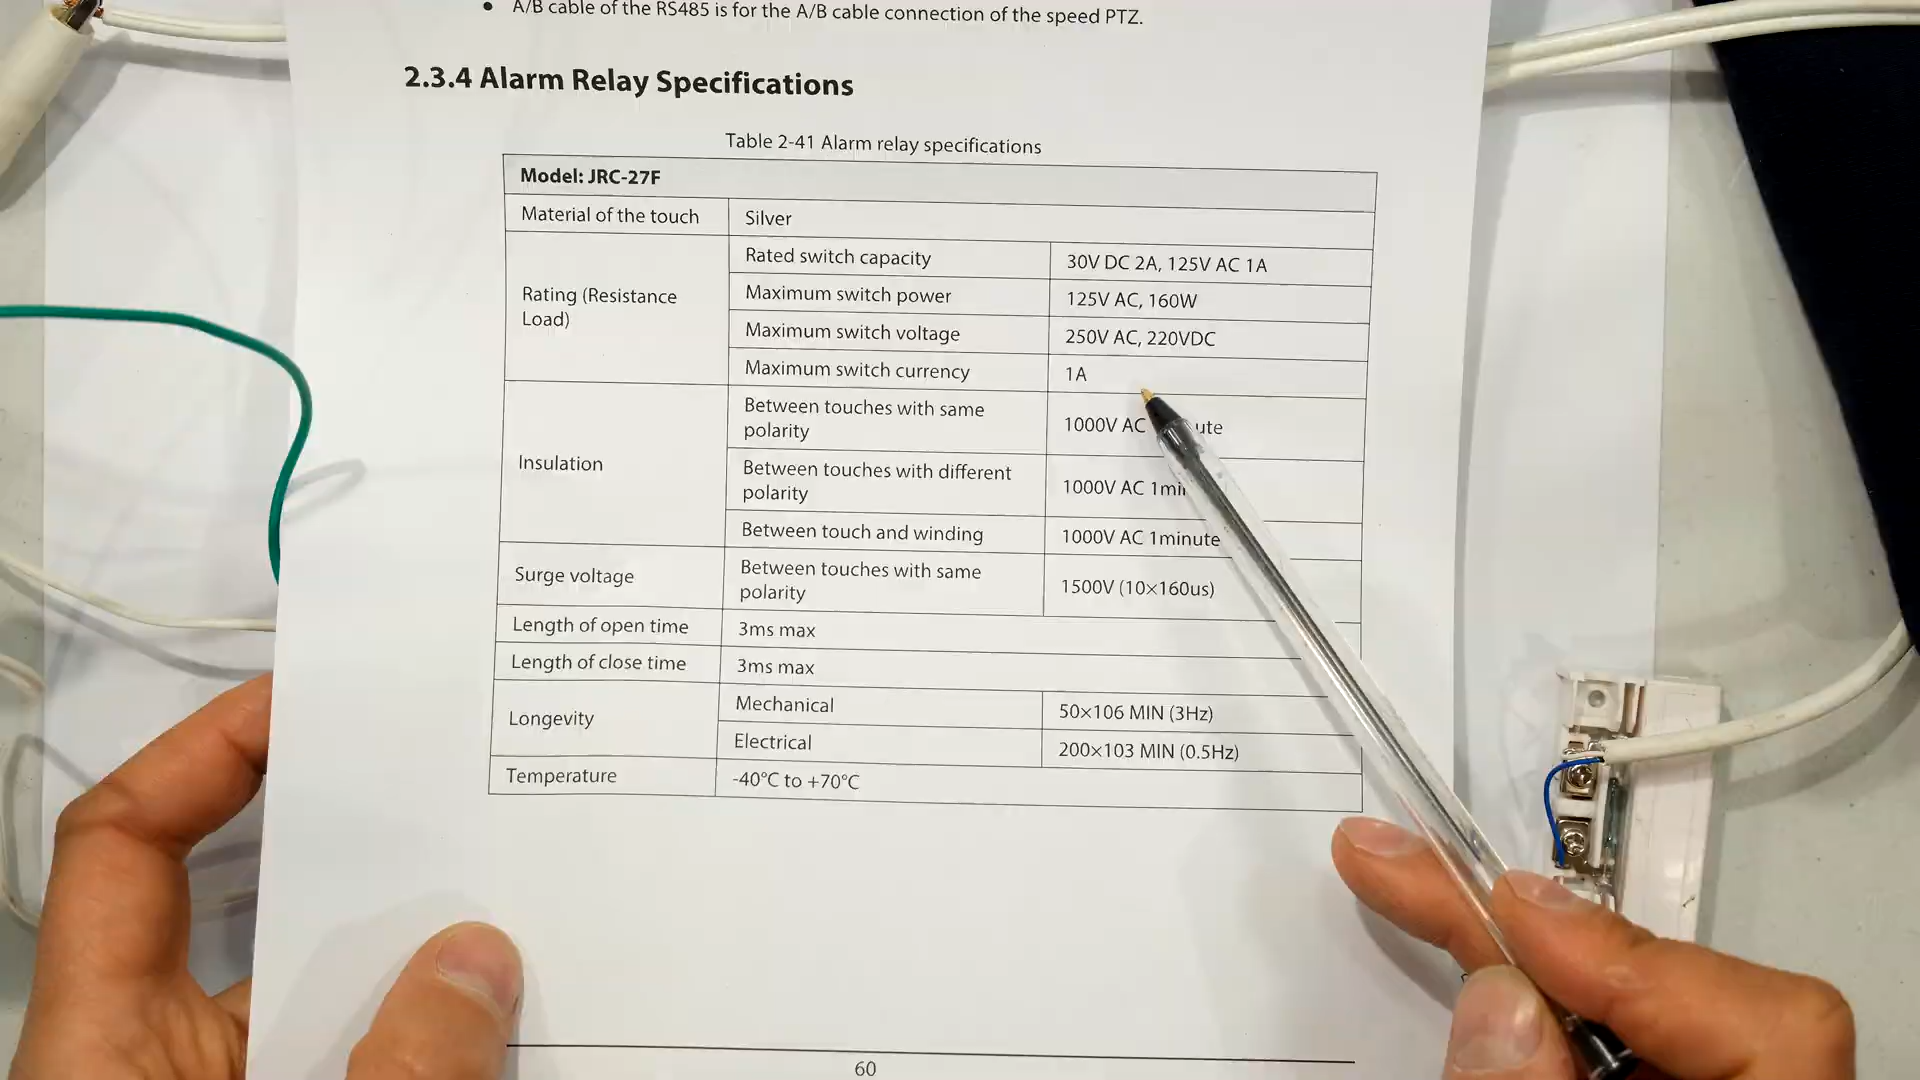 • A/B cable of the RS485 is for the A/B cable connection of the speed PTZ.
2.3.4 Alarm Relay Specifications
Table 2-41 Alarm relay specifications
Model: JRC-27F
Material of the touch Silver
Rating (Resistance
Load)
Rated switch capacity 30V DC 2A, 125V AC 1A
Maximum switch power 125V AC, 160W
Maximum switch voltage 250V AC, 220VDC
Maximum switch currency 1A
Insulation
Between touches with same
polarity
1000V AC
Between touches with different
polarity
1000V AC
Between touch and winding 1000V AC 1minute
Surge voltage
Between touches with same
polarity
1500V (10×160us)
Length of open time 3ms max
Length of close time 3ms max
Longevity
Mechanical 50×106 MIN (3Hz)
Electrical 200×103 MIN (0.5Hz)
Temperature -40°C to +70°C
60